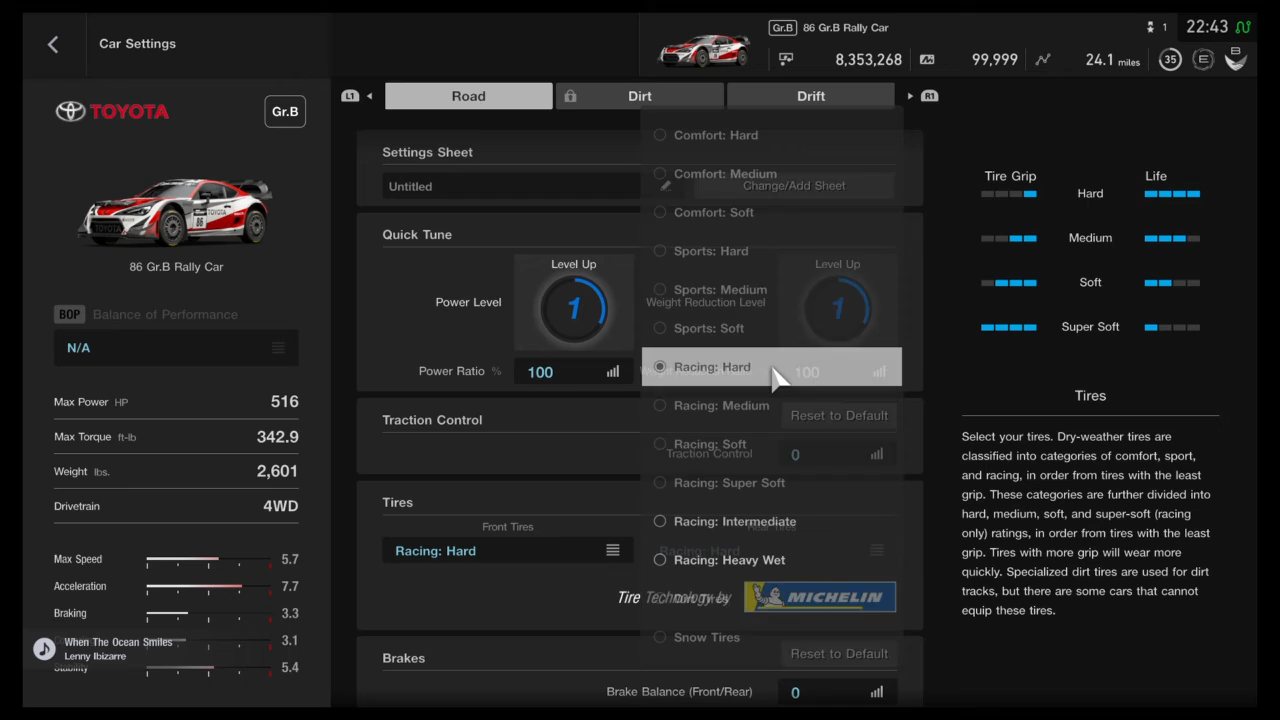 Car Settings
Gr.B 86 Gr.B Rally Car
1 22:43
8,353,268 99,999 24.1 miles 35 E B
TOYOTA Gr.B
86 Gr.B Rally Car
BOP Balance of Performance
N/A
Max Power HP 516
Max Torque ft-lb 342.9
Weight lbs. 2,601
Drivetrain 4WD
Max Speed 5.7
Acceleration 7.7
Braking 3.3
3.1
Stability 5.4
When The Ocean Smiles
Lenny Ibizarre
L1 Road Dirt Drift R1
Settings Sheet
Untitled Change/Add Sheet
Quick Tune
Level Up Level Up
Power Level 1 Weight Reduction Level 1
Power Ratio % 100 100
Reset to Default
Traction Control
Traction Control 0
Tires
Front Tires Rear Tires
Racing: Hard Racing: Hard
Tire Technology by MICHELIN
Reset to Default
Brakes
Brake Balance (Front/Rear) 0
Comfort: Hard
Comfort: Medium
Comfort: Soft
Sports: Hard
Sports: Medium
Sports: Soft
Racing: Hard
Racing: Medium
Racing: Soft
Racing: Super Soft
Racing: Intermediate
Racing: Heavy Wet
Dirt Tires
Snow Tires
Tire Grip Life
Hard
Medium
Soft
Super Soft
Tires
Select your tires. Dry-weather tires are
classified into categories of comfort, sport,
and racing, in order from tires with the least
grip. These categories are further divided into
hard, medium, soft, and super-soft (racing
only) ratings, in order from tires with the least
grip. Tires with more grip will wear more
quickly. Specialized dirt tires are used for dirt
tracks, but there are some cars that cannot
equip these tires.